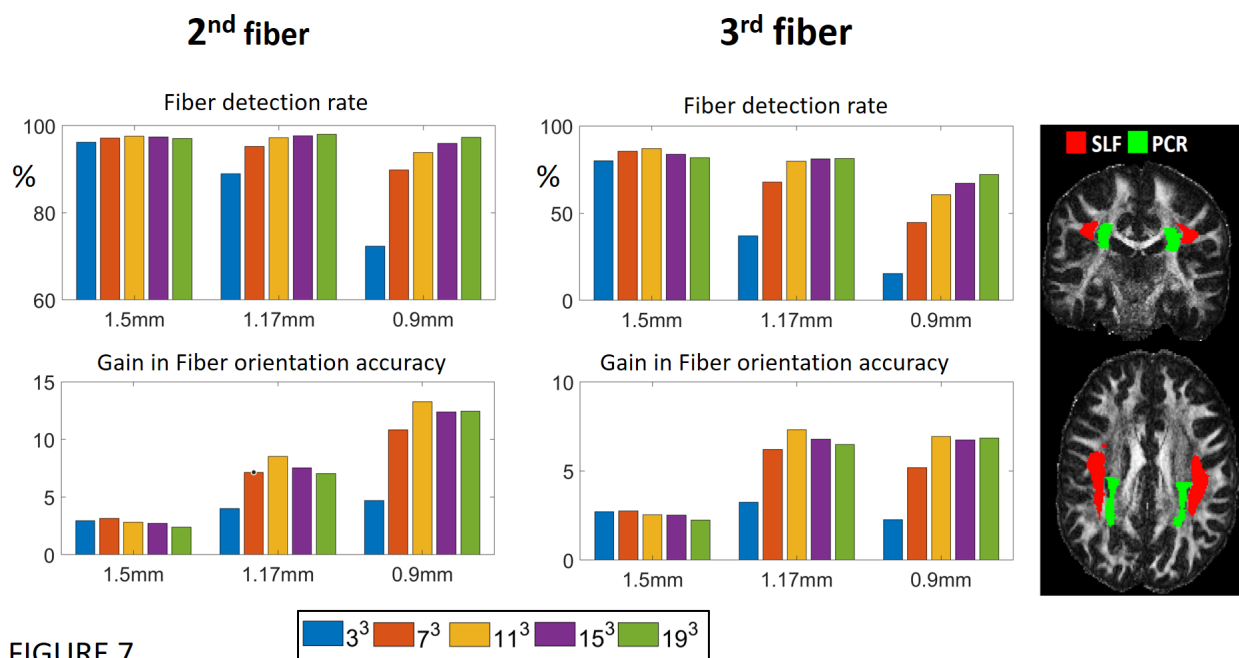 2nd fiber
3rd fiber
Fiber detection rate
100
%
80
60
1.5mm 1.17mm 0.9mm
Fiber detection rate
100
%
50
0
1.5mm 1.17mm 0.9mm
SLF PCR
Gain in Fiber orientation accuracy
15
10
5
0
1.5mm 1.17mm 0.9mm
Gain in Fiber orientation accuracy
10
5
0
1.5mm 1.17mm 0.9mm
3³ 7³ 11³ 15³ 19³
FIGURE 7